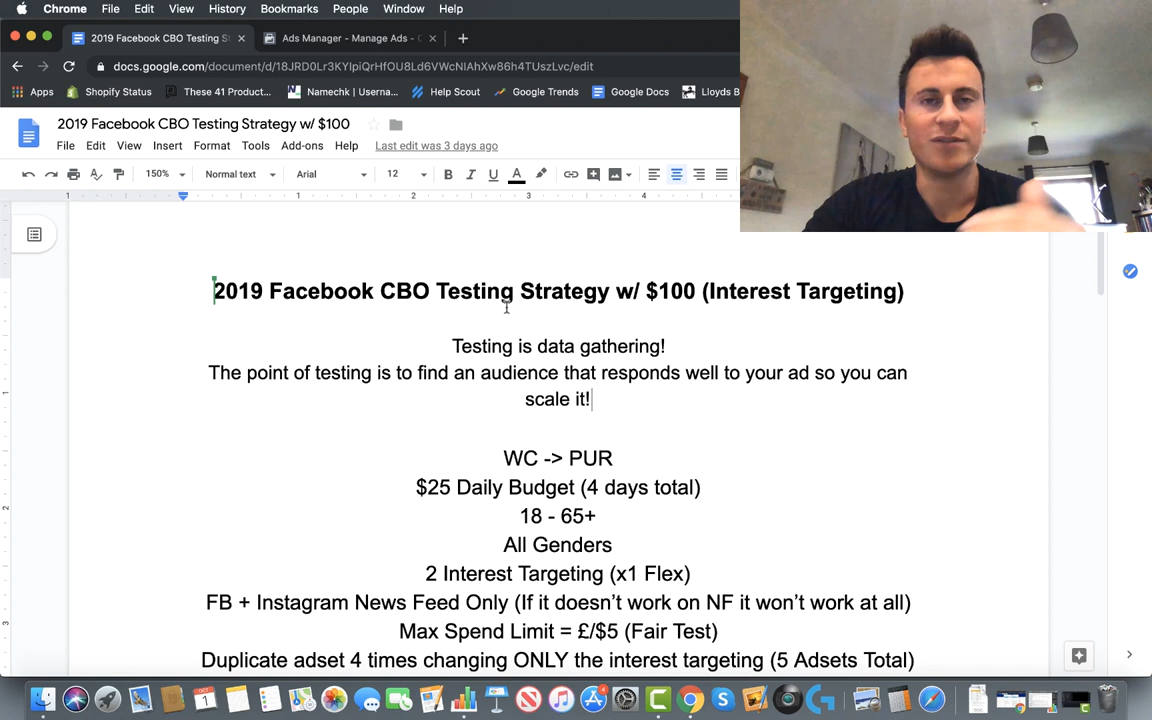 Chrome File Edit View History Bookmarks People Window Help
2019 Facebook CBO Testing S
Ads Manager - Manage Ads - C
docs.google.com/document/d/18JRD0Lr3KYIpiQrHfOU8Ld6VWcNIAhXw86h4TUszLvc/edit
Apps Shopify Status These 41 Product... Namechk | Userna... Help Scout Google Trends Google Docs Lloyds B
2019 Facebook CBO Testing Strategy w/ $100
File Edit View Insert Format Tools Add-ons Help Last edit was 3 days ago
150% Normal text Arial 12 B I U A
1 1 2 3 4
2019 Facebook CBO Testing Strategy w/ $100 (Interest Targeting)
Testing is data gathering!
The point of testing is to find an audience that responds well to your ad so you can
scale it!
WC -> PUR
$25 Daily Budget (4 days total)
18 - 65+
All Genders
2 Interest Targeting (x1 Flex)
FB + Instagram News Feed Only (If it doesn’t work on NF it won’t work at all)
Max Spend Limit = £/$5 (Fair Test)
Duplicate adset 4 times changing ONLY the interest targeting (5 Adsets Total)